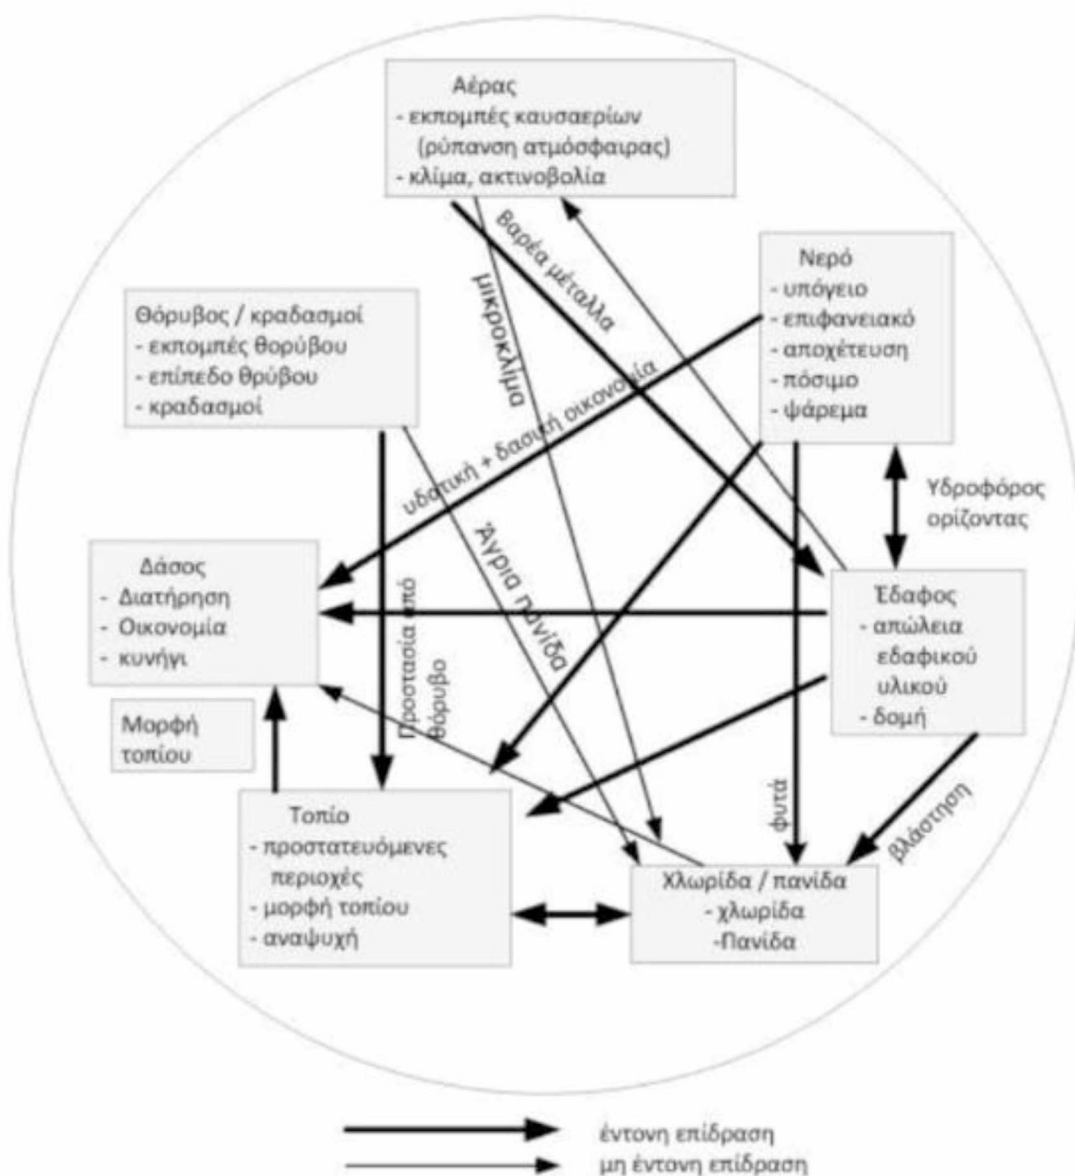 Αέρας
- εκπομπές καυσαερίων
(ρύπανση ατμόσφαιρας)
- κλίμα, ακτινοβολία
Νερό
- υπόγειο
- επιφανειακό
- αποχέτευση
- πόσιμο
- ψάρεμα
Θόρυβος / κραδασμοί
- εκπομπές θορύβου
- επίπεδο θρύβου
- κραδασμοί
Βαρέα μέταλλα
μικροκλίμα
υδατική + δασιτή οικονομία
Άγρια πανίδα
Υδροφόρος
ορίζοντας
Δάσος
- Διατήρηση
- Οικονομία
- κυνήγι
Έδαφος
- απώλεια
εδαφικού
υλικού
- δομή
Προστασία από
θόρυβο
Μορφή
τοπίου
φυτά
βλάστηση
Τοπίο
- προστατευόμενες
περιοχές
- μορφή τοπίου
- αναψυχή
Χλωρίδα / πανίδα
- χλωρίδα
-Πανίδα
έντονη επίδραση
μη έντονη επίδραση